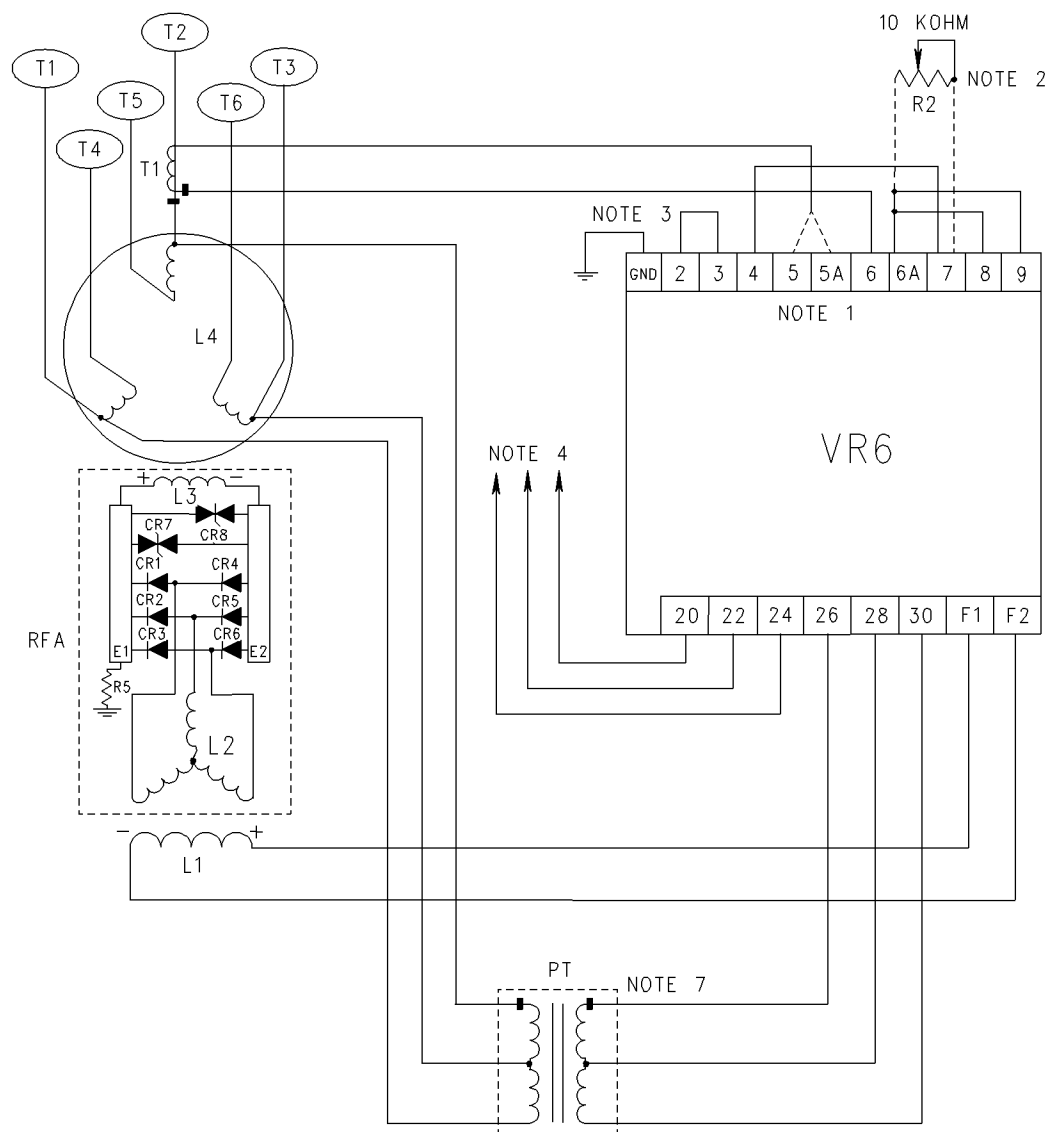 10 KOHM
T2
T1
T3
T5
T6
NOTE 2
R2
T4
T1
NOTE 3
GND 2 3 4 5 5A 6 6A 7 8 9
NOTE 1
L4
VR6
NOTE 4
+ -
L3
CR7
CR8
CR1 CR4
CR2 CR5
RFA
CR3 CR6
E1 E2
20 22 24 26 28 30 F1 F2
R5
L2
- +
L1
PT
NOTE 7